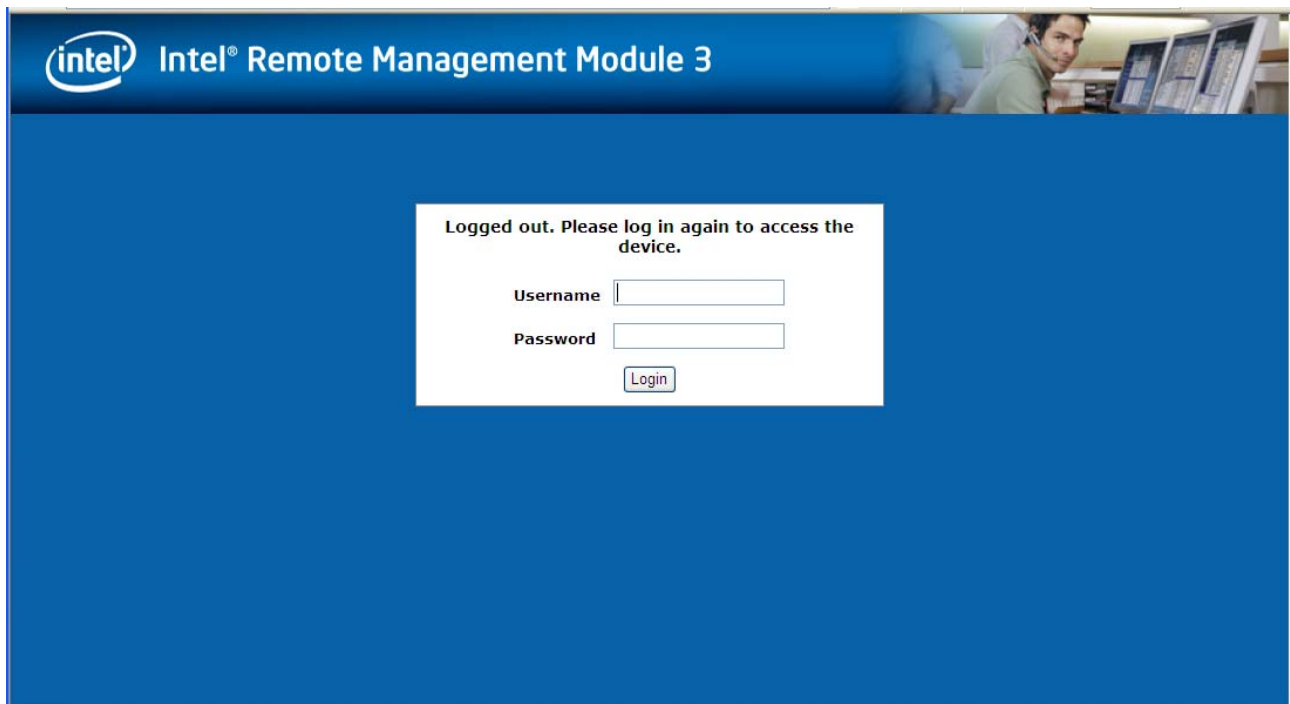 intel
Intel® Remote Management Module 3
Logged out. Please log in again to access the
device.
Username
Password
Login